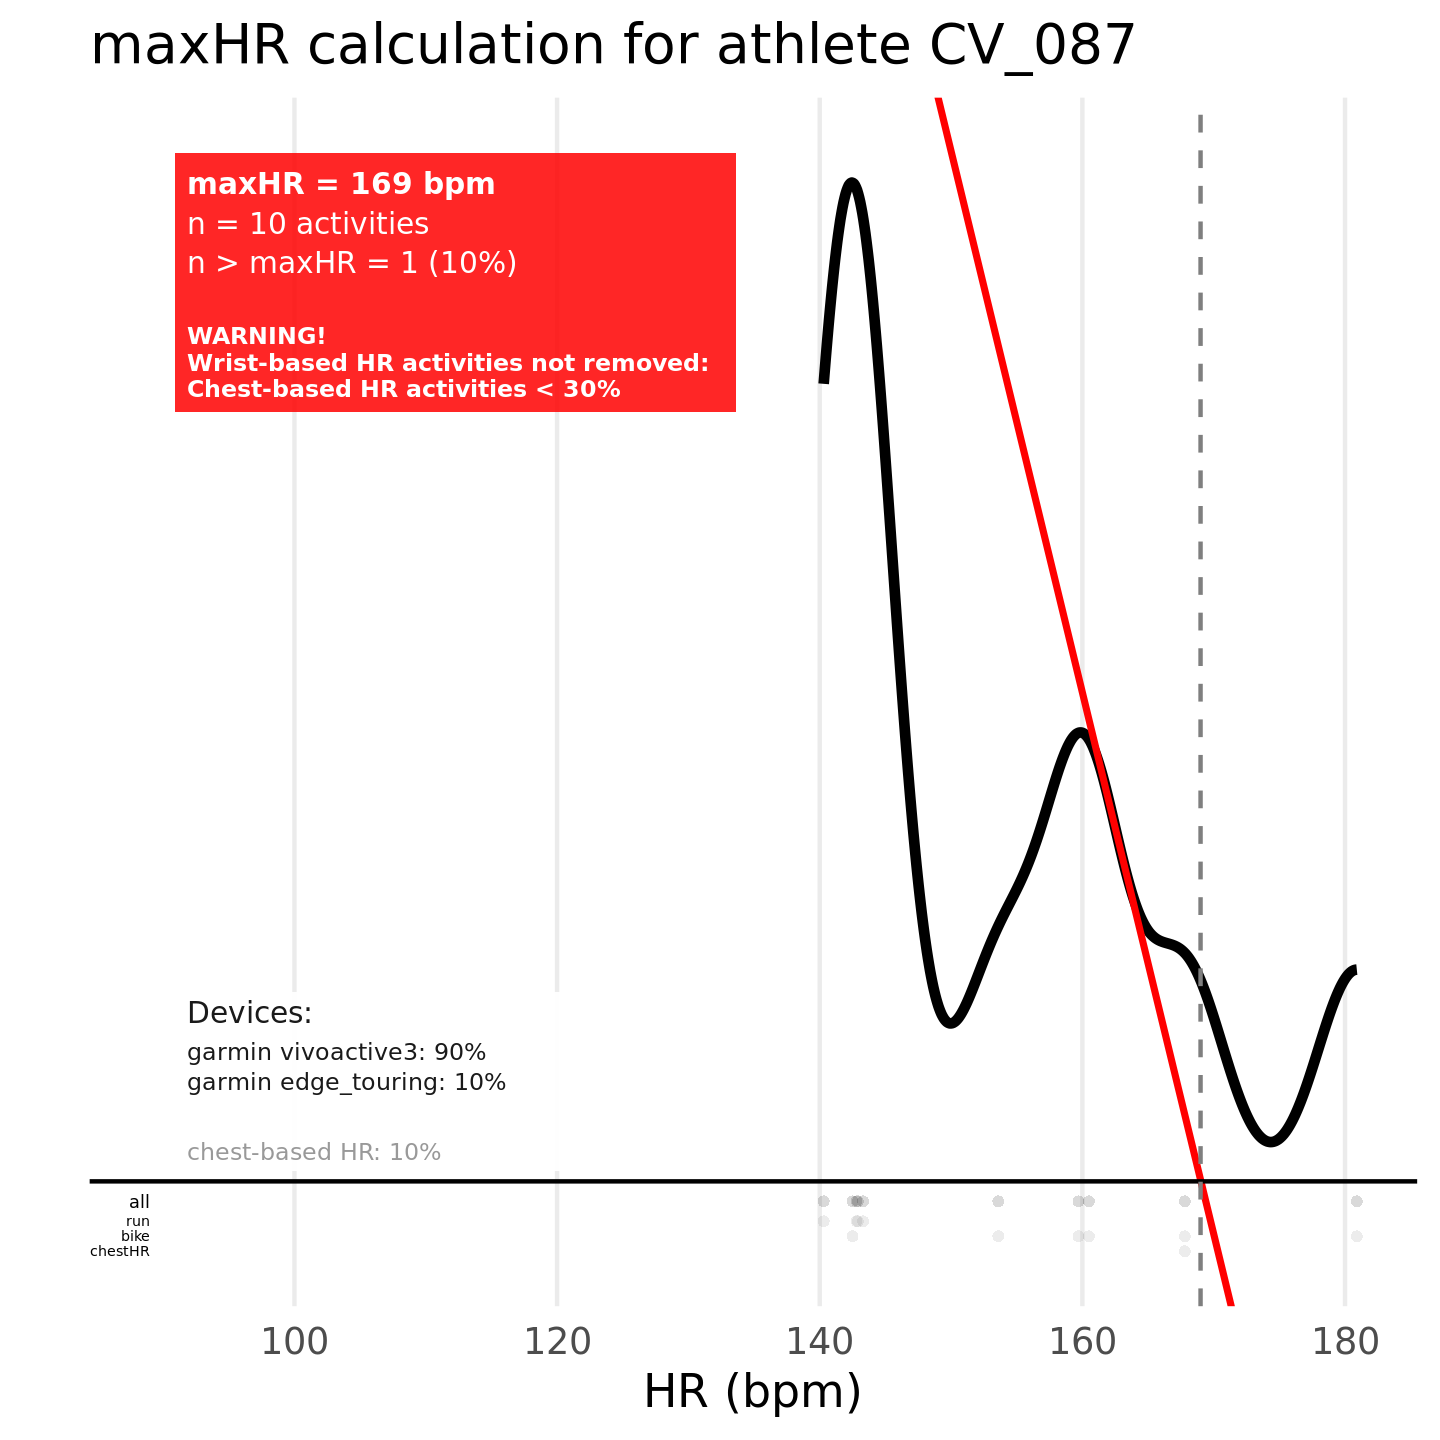 maxHR calculation for athlete CV_087
maxHR = 169 bpm
n = 10 activities
n > maxHR = 1 (10%)
WARNING!
Wrist-based HR activities not removed:
Chest-based HR activities < 30%
Devices:
garmin vivoactive3: 90%
garmin edge_touring: 10%
chest-based HR: 10%
all
run
bike
chestHR
100 120 140 160 180
HR (bpm)